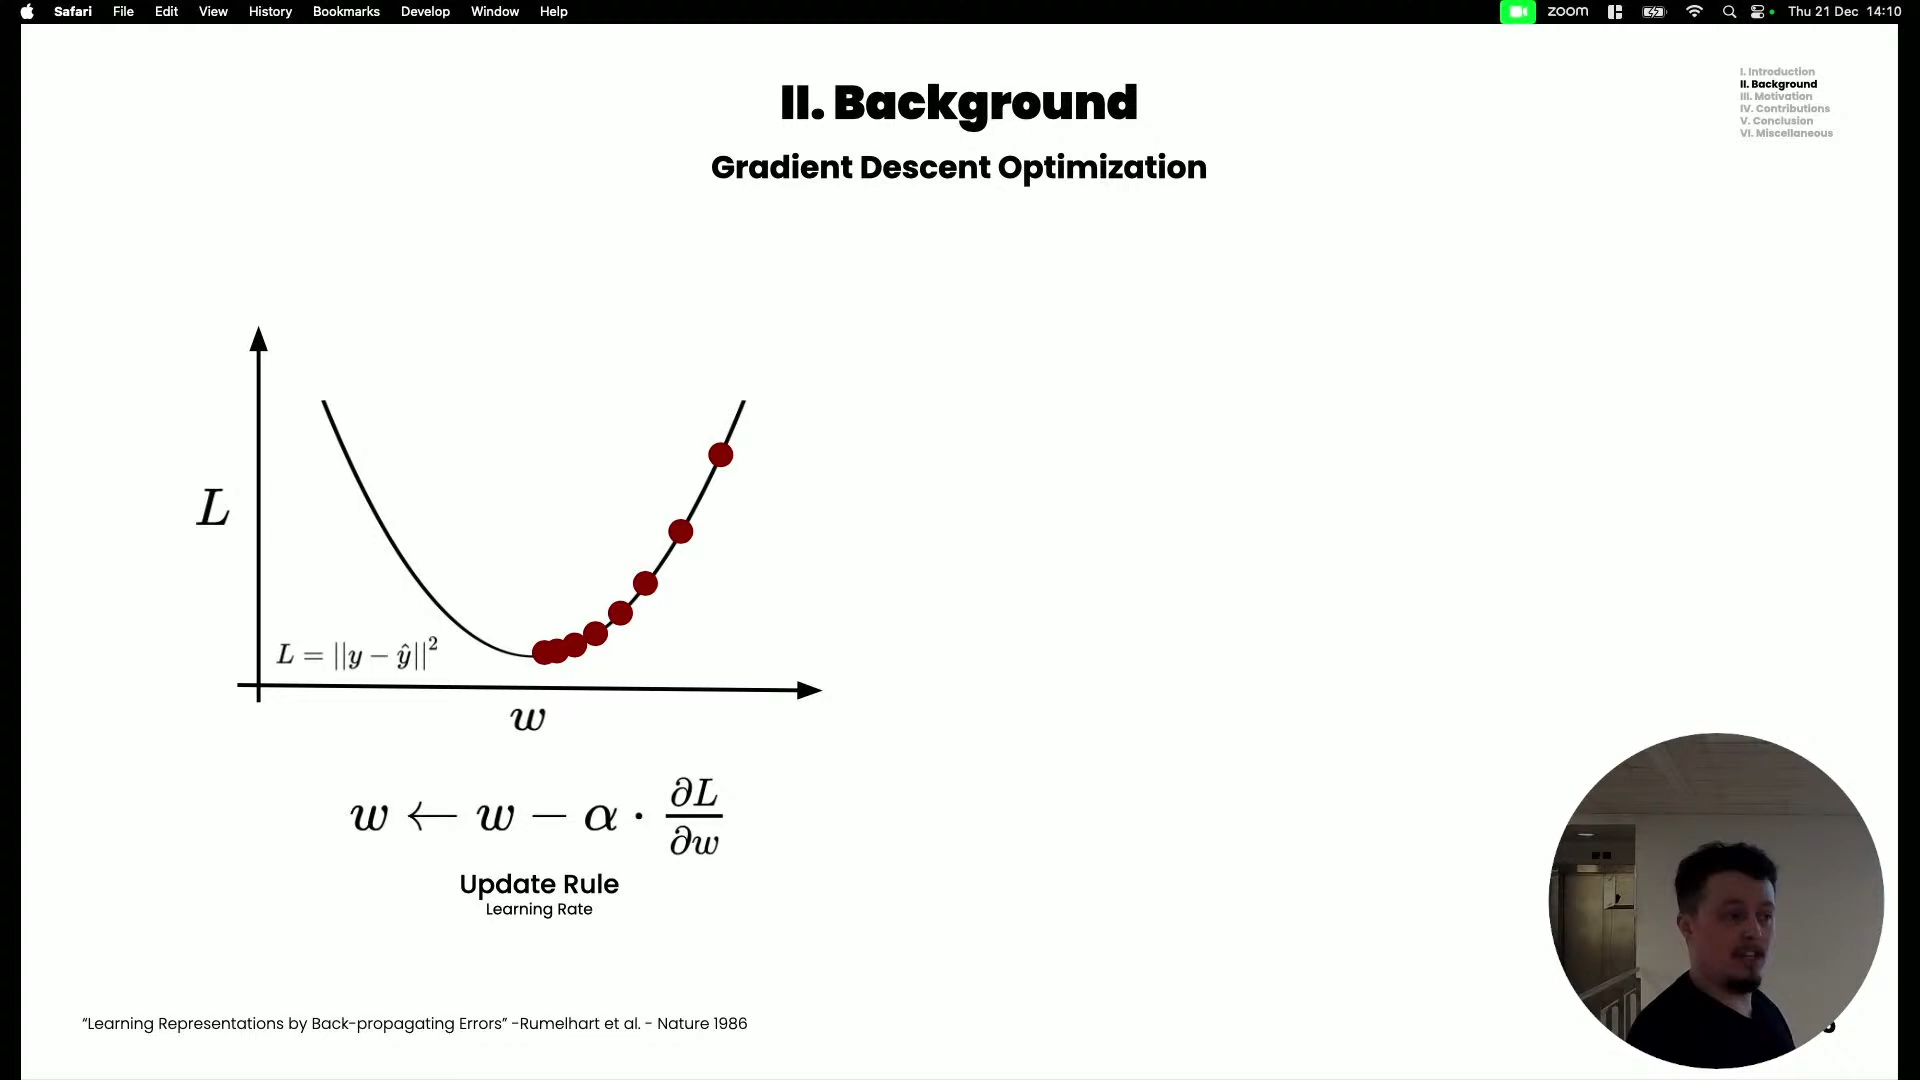 Safari File Edit View History Bookmarks Develop Window Help zoom Thu 21 Dec 14:10
II. Background
Gradient Descent Optimization
I. Introduction
II. Background
III. Motivation
IV. Contributions
V. Conclusion
VI. Miscellaneous
L
L = ||y − ŷ||²
w
w ← w − α · ∂L/∂w
Update Rule
Learning Rate
“Learning Representations by Back-propagating Errors” -Rumelhart et al. - Nature 1986